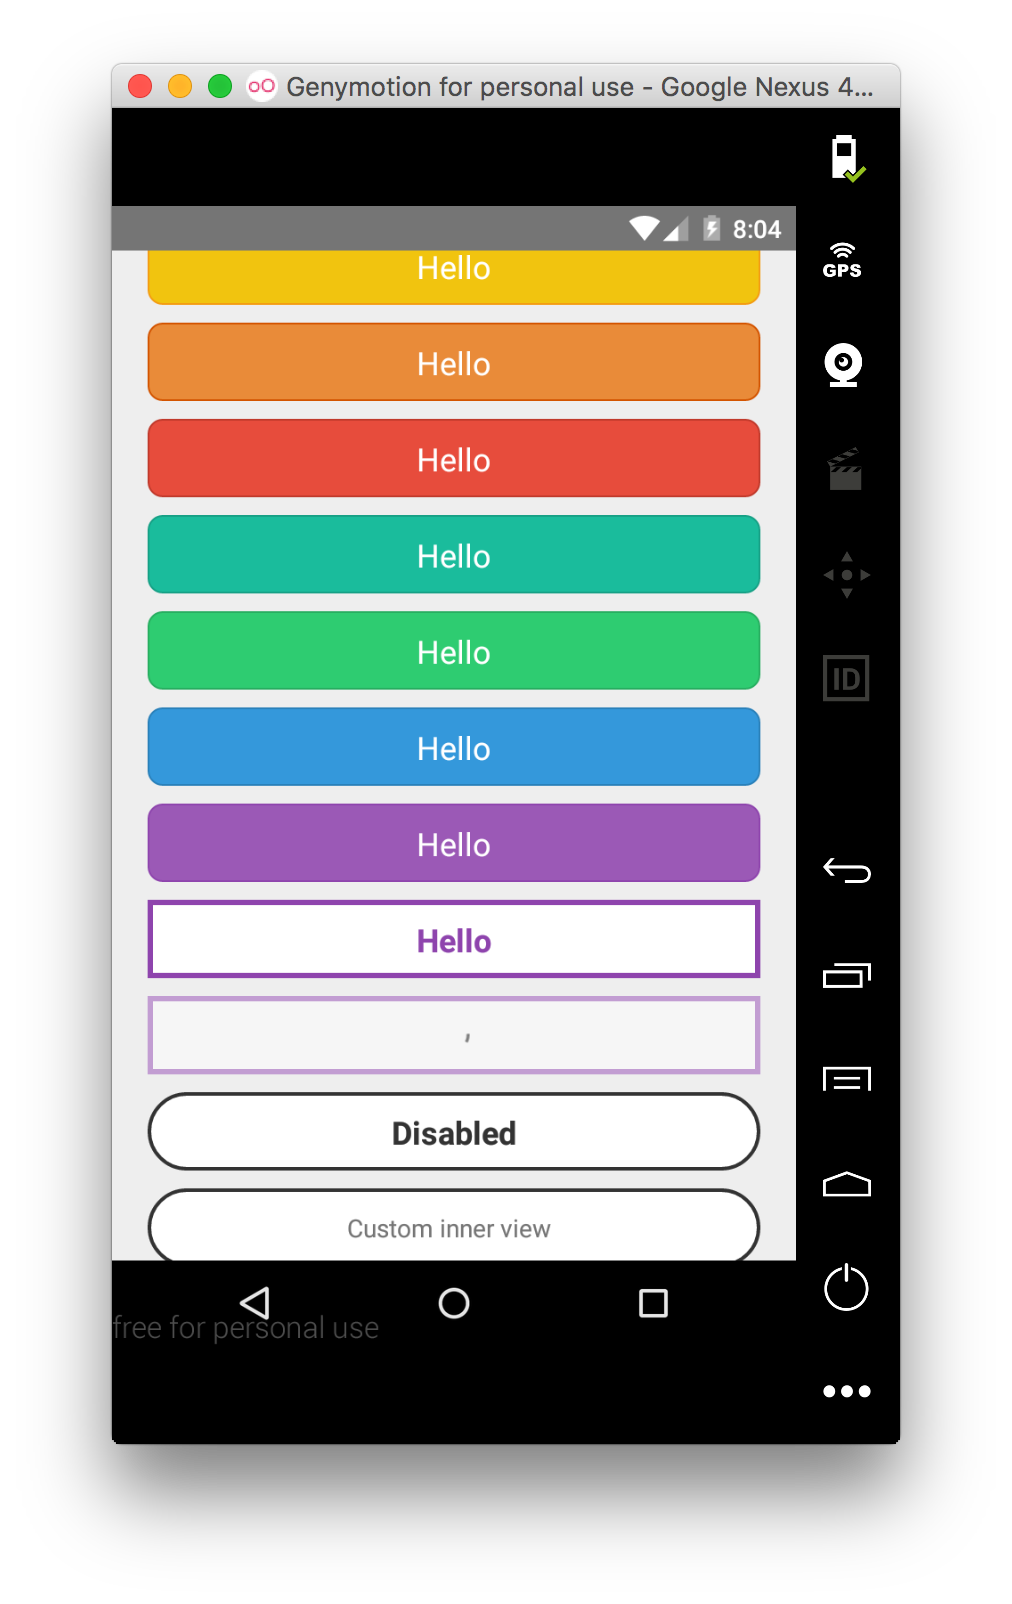 Genymotion for personal use - Google Nexus 4...
8:04
GPS
Hello
Hello
Hello
Hello
Hello
Hello
Hello
Hello
ID
Disabled
Custom inner view
free for personal use